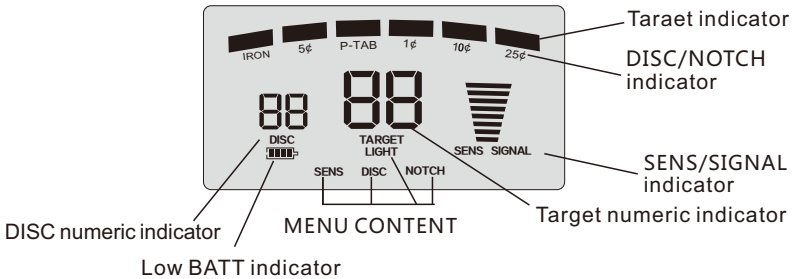 Taraet indicator
IRON 5¢ P-TAB 1¢ 10¢ 25¢
DISC/NOTCH
indicator
88 88
DISC TARGET
LIGHT SENS SIGNAL
SENS DISC NOTCH
SENS/SIGNAL
indicator
MENU CONTENT
Target numeric indicator
DISC numeric indicator
Low BATT indicator